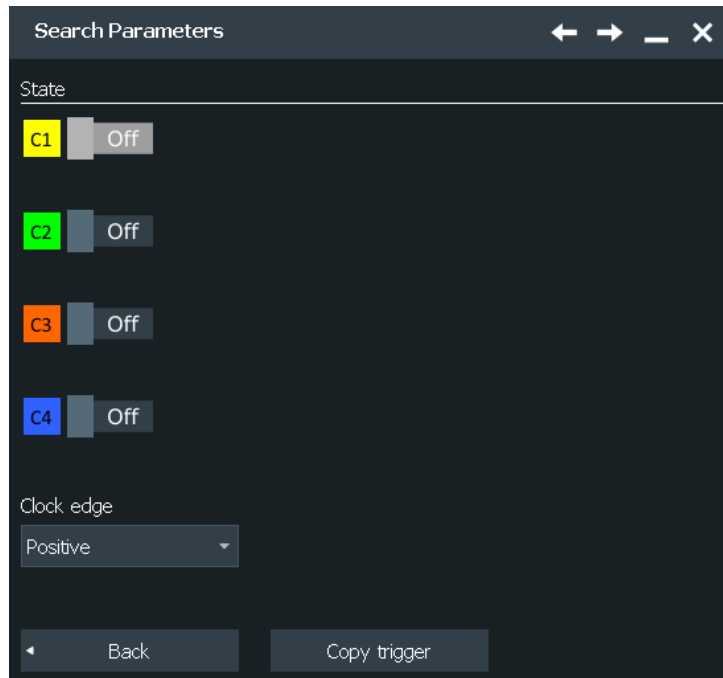 Search Parameters
State
C1 Off
C2 Off
C3 Off
C4 Off
Clock edge
Positive
Back Copy trigger